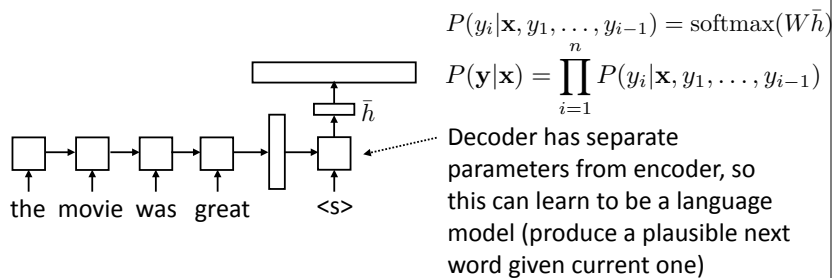 P(y_i|x, y_1, . . . , y_{i−1}) = softmax(W h̄)
P(y|x) = ∏_{i=1}^{n} P(y_i|x, y_1, . . . , y_{i−1})
h̄
Decoder has separate
parameters from encoder, so
this can learn to be a language
model (produce a plausible next
word given current one)
the movie was great <s>